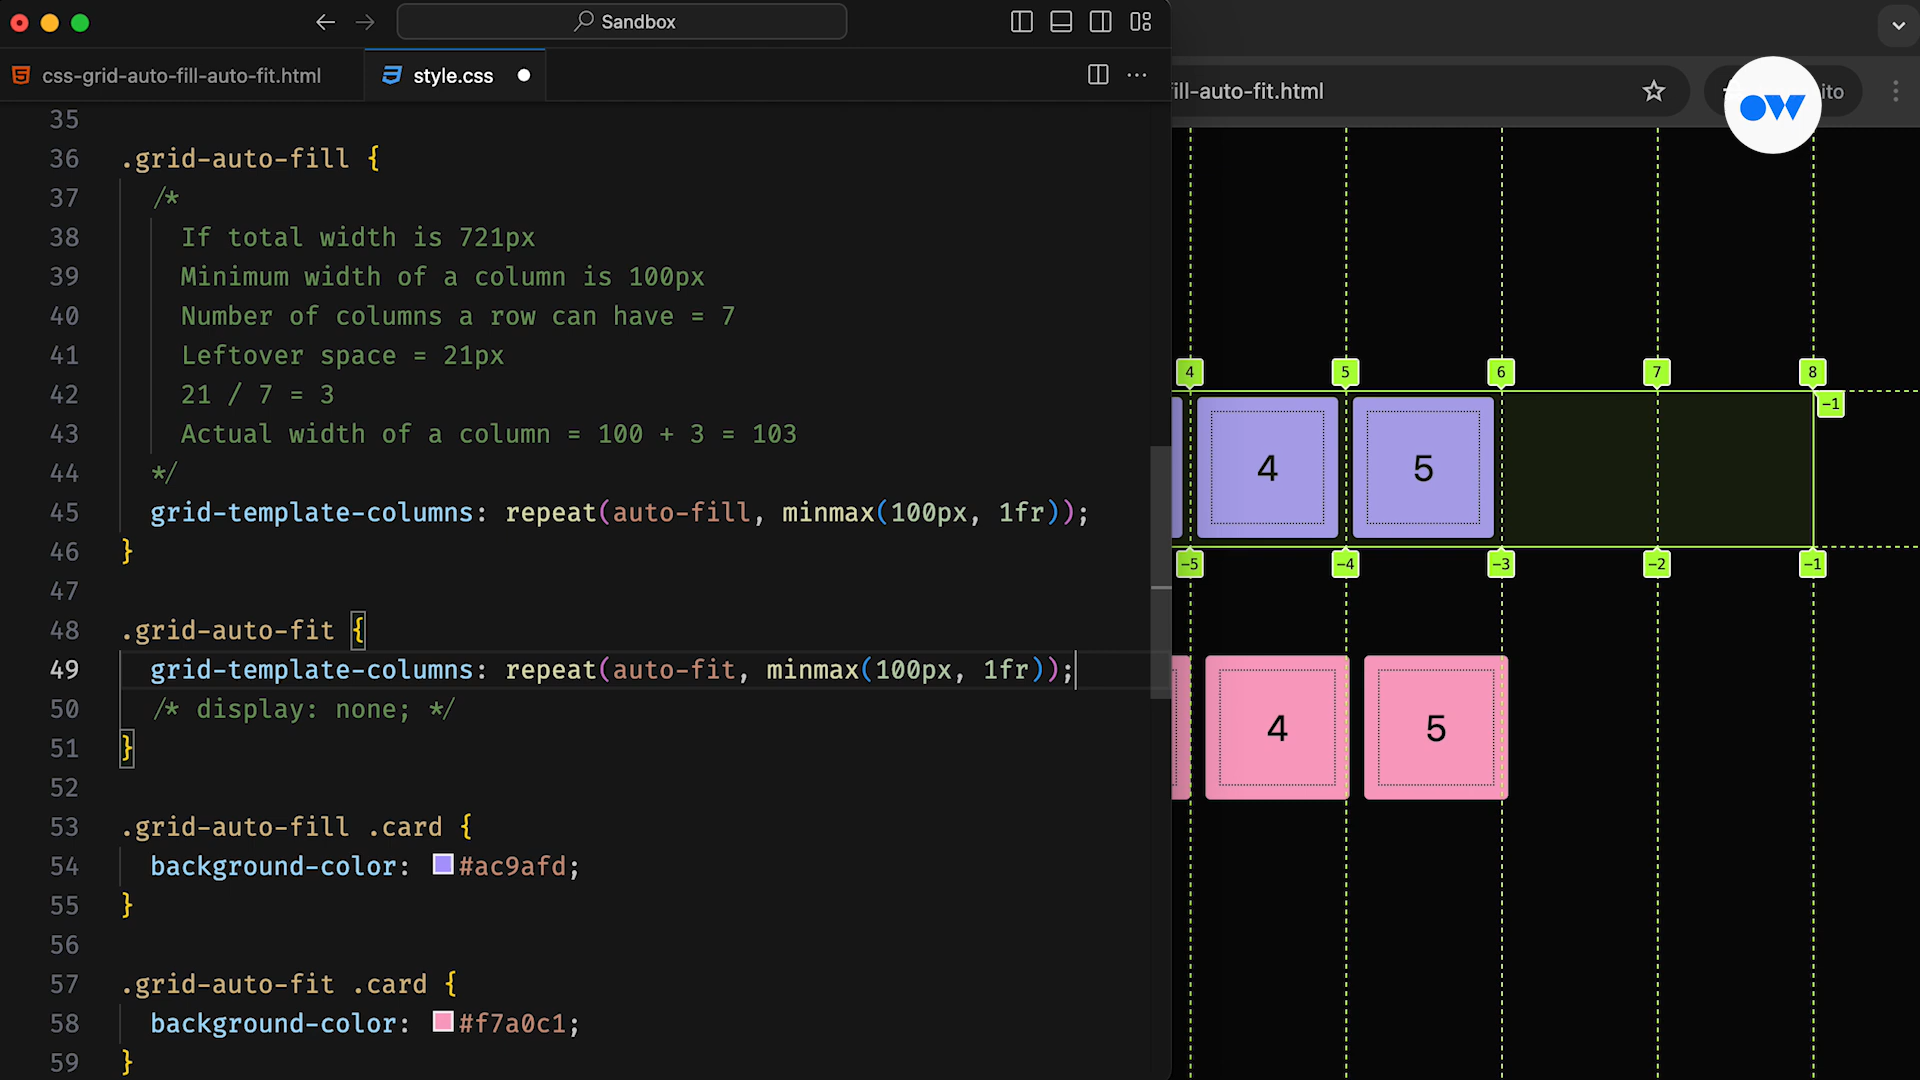 Sandbox
css-grid-auto-fill-auto-fit.html
style.css
ill-auto-fit.html
ito
OW
35
36 .grid-auto-fill {
37 /*
38 If total width is 721px
39 Minimum width of a column is 100px
40 Number of columns a row can have = 7
41 Leftover space = 21px
42 21 / 7 = 3
43 Actual width of a column = 100 + 3 = 103
44 */
45 grid-template-columns: repeat(auto-fill, minmax(100px, 1fr));
46 }
47
48 .grid-auto-fit {
49 grid-template-columns: repeat(auto-fit, minmax(100px, 1fr));
50 /* display: none; */
51 }
52
53 .grid-auto-fill .card {
54 background-color: #ac9afd;
55 }
56
57 .grid-auto-fit .card {
58 background-color: #f7a0c1;
59 }
4 5 6 7 8
-1
4 5
-5 -4 -3 -2 -1
4 5